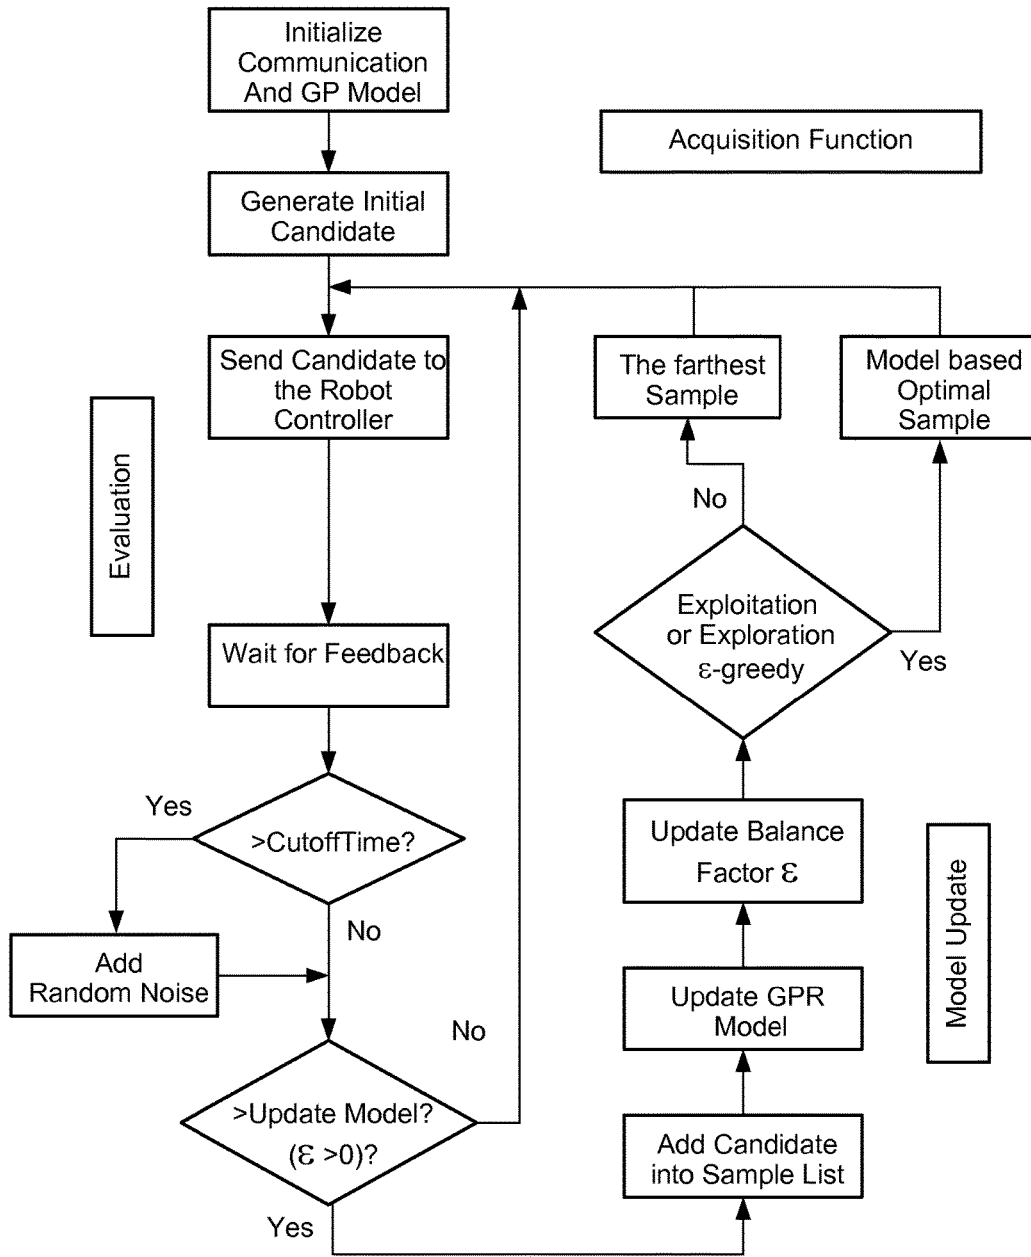 Initialize
Communication
And GP Model
Acquisition Function
Generate Initial
Candidate
Send Candidate to
the Robot
Controller
The farthest
Sample
Model based
Optimal
Sample
Evaluation
No
Exploitation
or Exploration
ε-greedy
Yes
Wait for Feedback
Yes
>CutoffTime?
No
Add
Random Noise
Update Balance
Factor ε
Model Update
Update GPR
Model
No
>Update Model?
(ε >0)?
Yes
Add Candidate
into Sample List